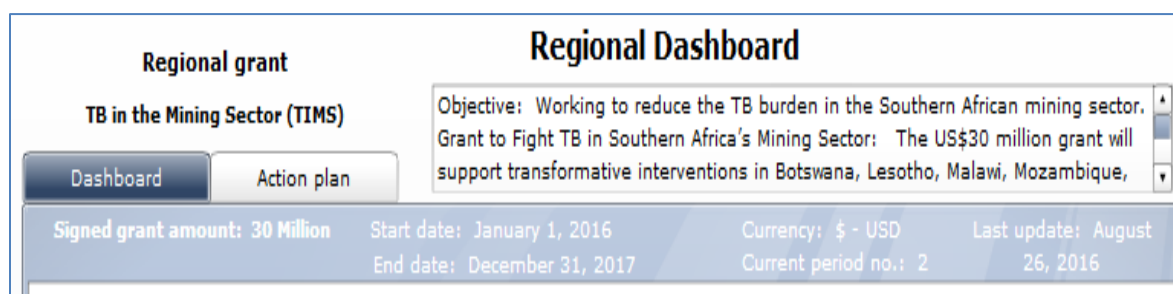 Regional grant
TB in the Mining Sector (TIMS)
Regional Dashboard
Objective: Working to reduce the TB burden in the Southern African mining sector.
Grant to Fight TB in Southern Africa's Mining Sector: The US$30 million grant will
support transformative interventions in Botswana, Lesotho, Malawi, Mozambique,
Dashboard
Action plan
Signed grant amount: 30 Million
Start date: January 1, 2016
End date: December 31, 2017
Currency: $ - USD
Current period no.: 2
Last update: August
26, 2016